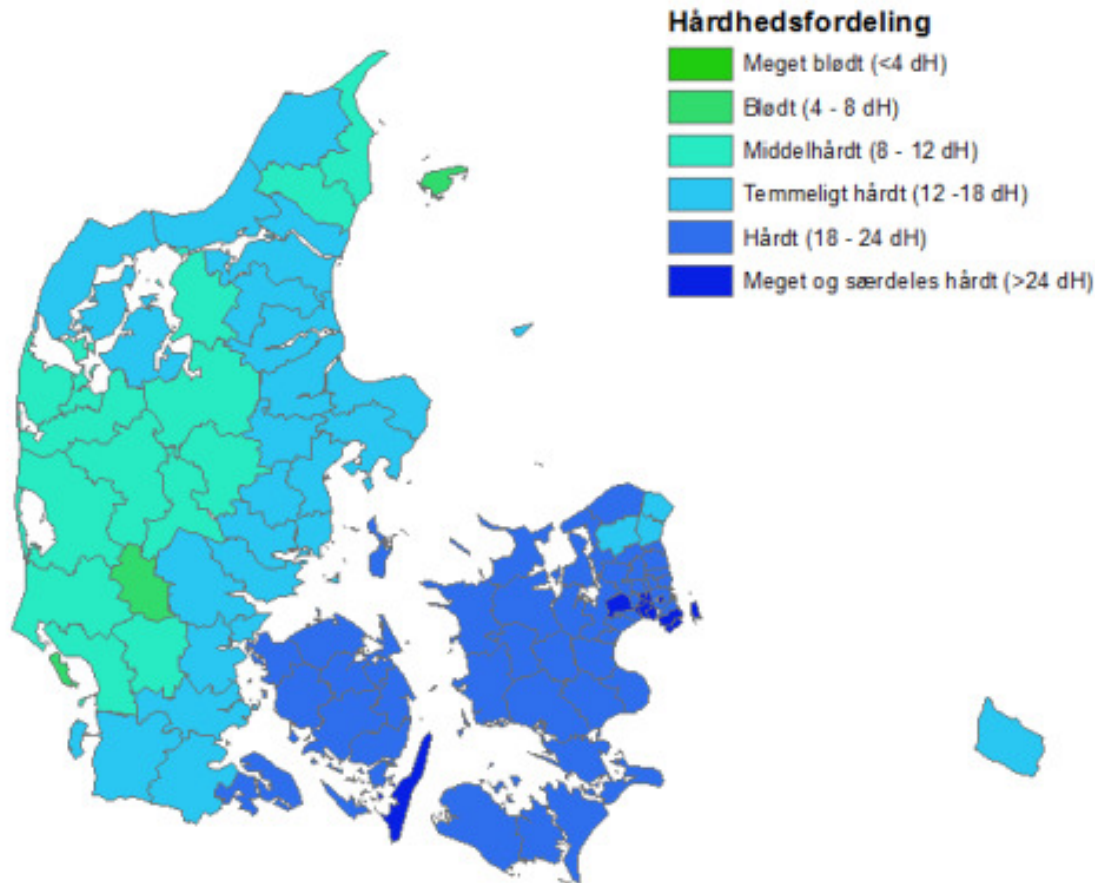 Hårdhedsfordeling
Meget blødt (<4 dH)
Blødt (4 - 8 dH)
Middelhårdt (8 - 12 dH)
Temmeligt hårdt (12 -18 dH)
Hårdt (18 - 24 dH)
Meget og særdeles hårdt (>24 dH)